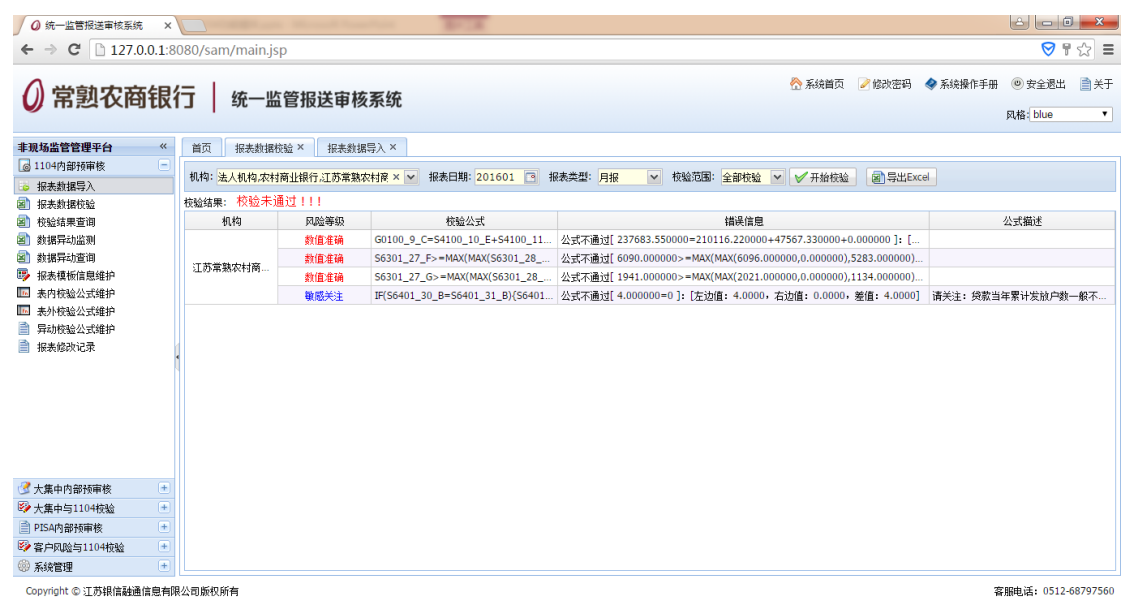 统一监管报送审核系统 ×
127.0.0.1:8080/sam/main.jsp
常熟农商银行 | 统一监管报送审核系统
系统首页 修改密码 系统操作手册 安全退出 关于
风格: blue
非现场监管管理平台 «
1104内部预审核
报表数据导入
报表数据校验
校验结果查询
数据异动监测
数据异动查询
报表模板信息维护
表内校验公式维护
表外校验公式维护
异动校验公式维护
报表修改记录
大集中内部预审核
大集中与1104校验
PISA内部预审核
客户风险与1104校验
系统管理
首页 报表数据校验 × 报表数据导入 ×
机构: 法人机构,农村商业银行,江苏常熟农村商 × 报表日期: 201601 报表类型: 月报 校验范围: 全部校验 开始校验 导出Excel
校验结果: 校验未通过!!!
机构 风险等级 校验公式 错误信息 公式描述
江苏常熟农村商...
数值准确 G0100_9_C=S4100_10_E+S4100_11... 公式不通过[ 237683.550000=210116.220000+47567.330000+0.000000 ]: [...
数值准确 S6301_27_F>=MAX(MAX(S6301_28_... 公式不通过[ 6090.000000>=MAX(MAX(6096.000000,0.000000),5283.000000)...
数值准确 S6301_27_G>=MAX(MAX(S6301_28_... 公式不通过[ 1941.000000>=MAX(MAX(2021.000000,0.000000),1134.000000)...
敏感关注 IF(S6401_30_B=S6401_31_B){S6401... 公式不通过[ 4.000000=0 ]: [左边值: 4.0000, 右边值: 0.0000, 差值: 4.0000] 请关注: 贷款当年累计发放户数一般不...
Copyright © 江苏银信融通信息有限公司版权所有
客服电话: 0512-68797560